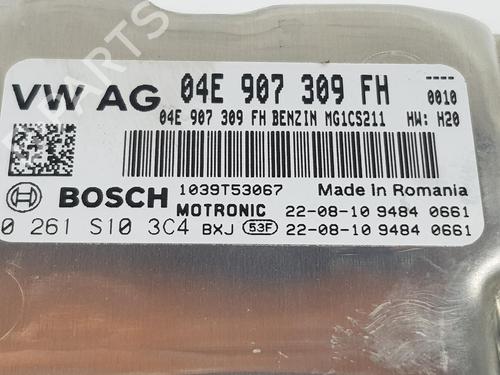 PARTS
VW AG 04E 907 309 FH ----
0010
04E 907 309 FH BENZIN MG1CS211 HW: H20
BOSCH 1039T53067 Made in Romania
MOTRONIC 22-08-10 9484 0661
0 261 S10 3C4 BXJ 53F 22-08-10 9484 0661